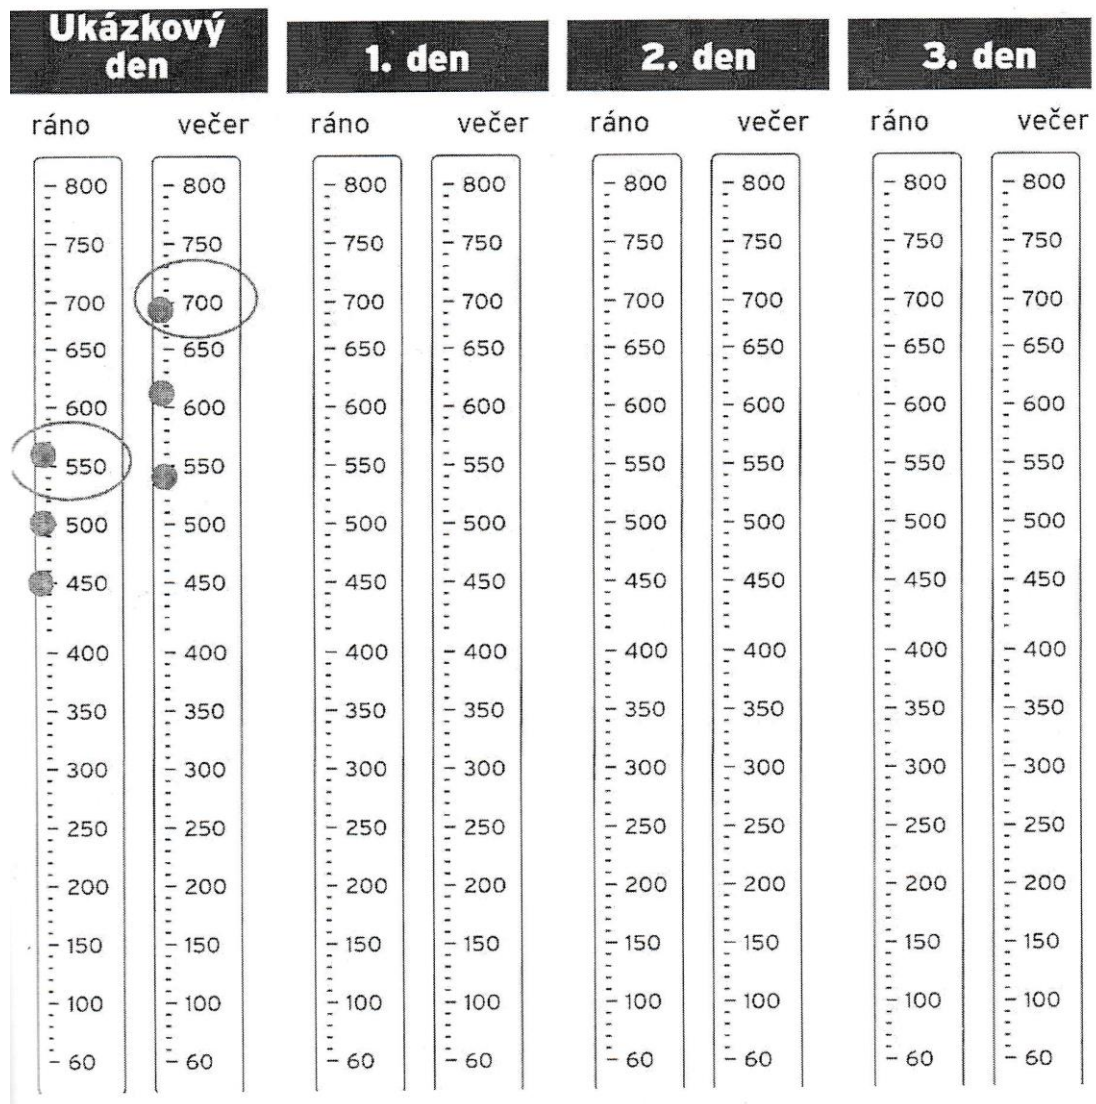 Ukázkový
den
1. den
2. den
3. den
ráno večer ráno večer ráno večer ráno večer
800 800 800 800 800 800 800 800
750 750 750 750 750 750 750 750
700 700 700 700 700 700 700 700
650 650 650 650 650 650 650 650
600 600 600 600 600 600 600 600
550 550 550 550 550 550 550 550
500 500 500 500 500 500 500 500
450 450 450 450 450 450 450 450
400 400 400 400 400 400 400 400
350 350 350 350 350 350 350 350
300 300 300 300 300 300 300 300
250 250 250 250 250 250 250 250
200 200 200 200 200 200 200 200
150 150 150 150 150 150 150 150
100 100 100 100 100 100 100 100
60 60 60 60 60 60 60 60